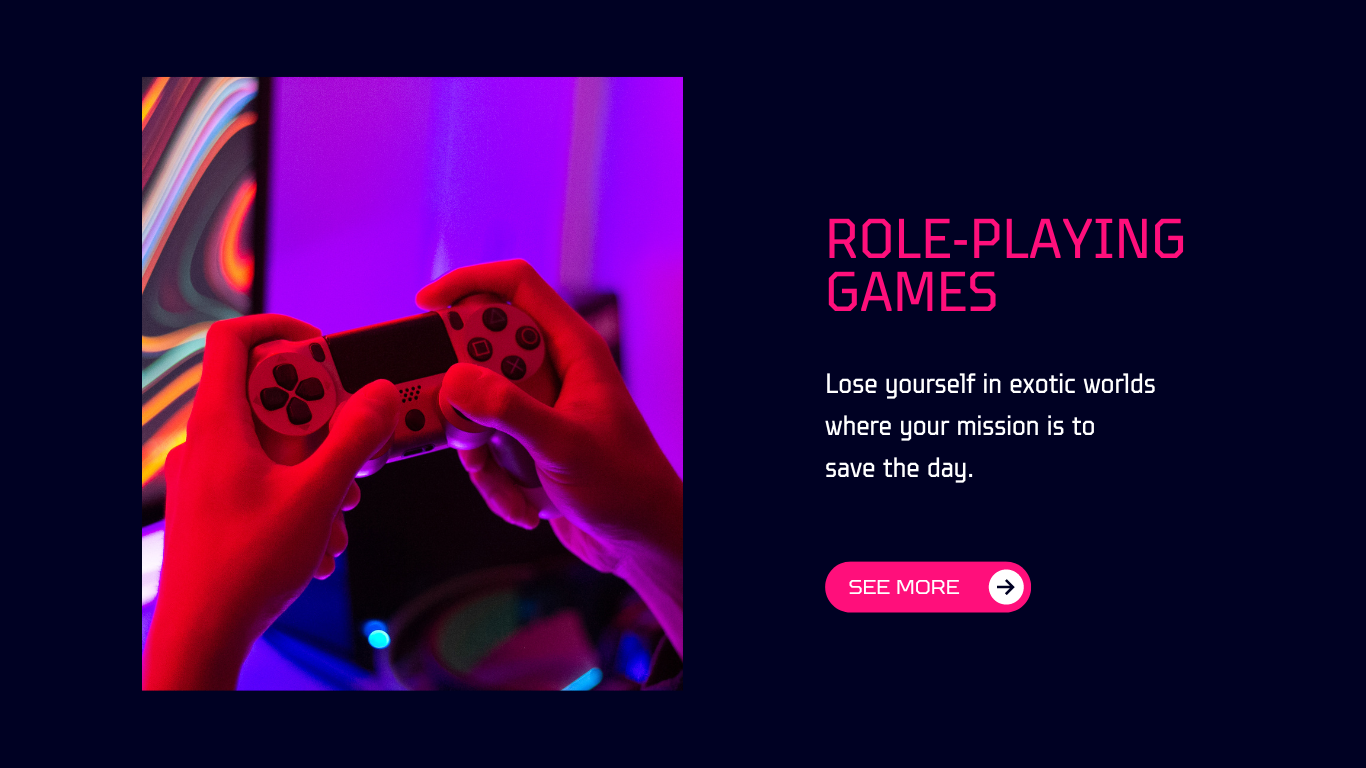 ROLE-PLAYING
GAMES
Lose yourself in exotic worlds
where your mission is to
save the day.
SEE MORE